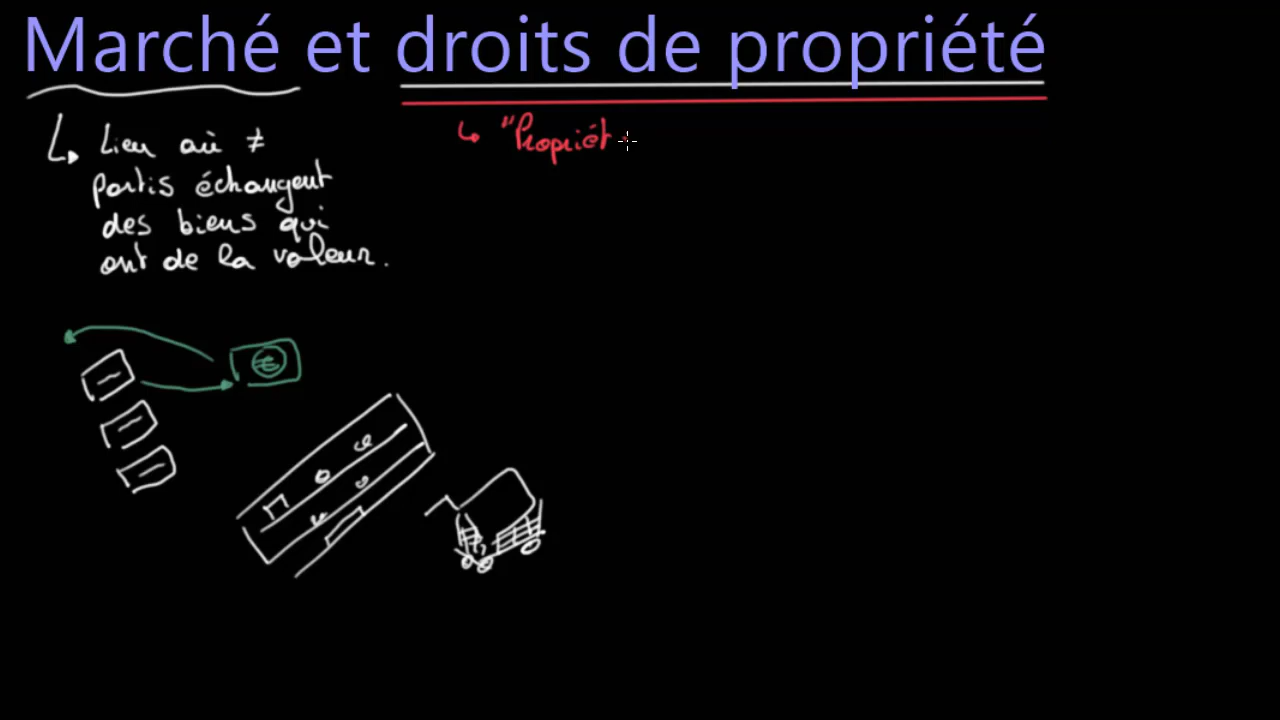 Marché et droits de propriété
Lieu où ≠
partis échangent
des biens qui
ont de la valeur.
"Propriét
€